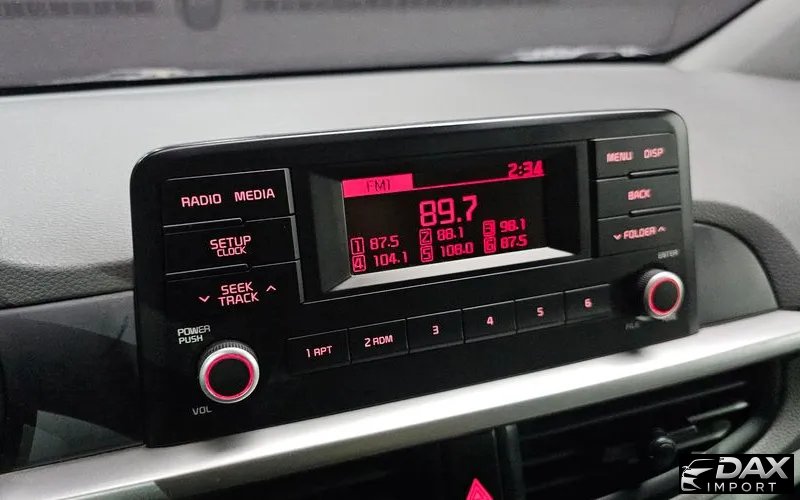 RADIO MEDIA
SETUP
CLOCK
∨ SEEK ∧
TRACK
POWER
PUSH
VOL
FM1 2:34
89.7
1 87.5 2 88.1 3 98.1
4 104.1 5 108.0 6 87.5
MENU DISP
BACK
∨ FOLDER ∧
ENTER
1 APT 2 RDM 3 4 5 6
FILE
DAX
IMPORT